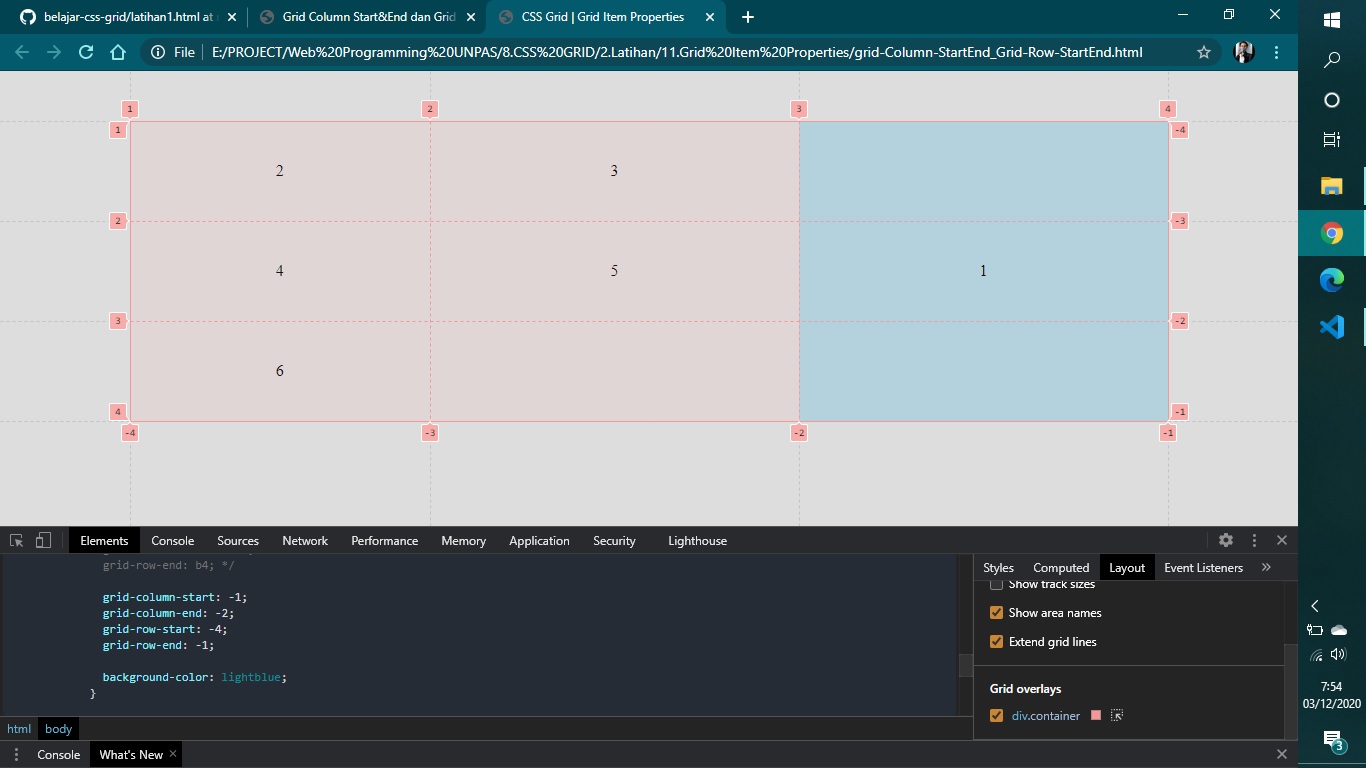 belajar-css-grid/latihan1.html at
Grid Column Start&End dan Grid
CSS Grid | Grid Item Properties
File
E:/PROJECT/Web%20Programming%20UNPAS/8.CSS%20GRID/2.Latihan/11.Grid%20Item%20Properties/grid-Column-StartEnd_Grid-Row-StartEnd.html
1 2 3 4
1 -4
2 3
2 -3
4 5 1
3 -2
6
4 -1
-4 -3 -2 -1
Elements Console Sources Network Performance Memory Application Security Lighthouse
grid-row-end: b4; */
grid-column-start: -1;
grid-column-end: -2;
grid-row-start: -4;
grid-row-end: -1;
background-color: lightblue;
}
html body
Console What's New
Styles Computed Layout Event Listeners »
Show track sizes
Show area names
Extend grid lines
Grid overlays
div.container
7:54
03/12/2020
3